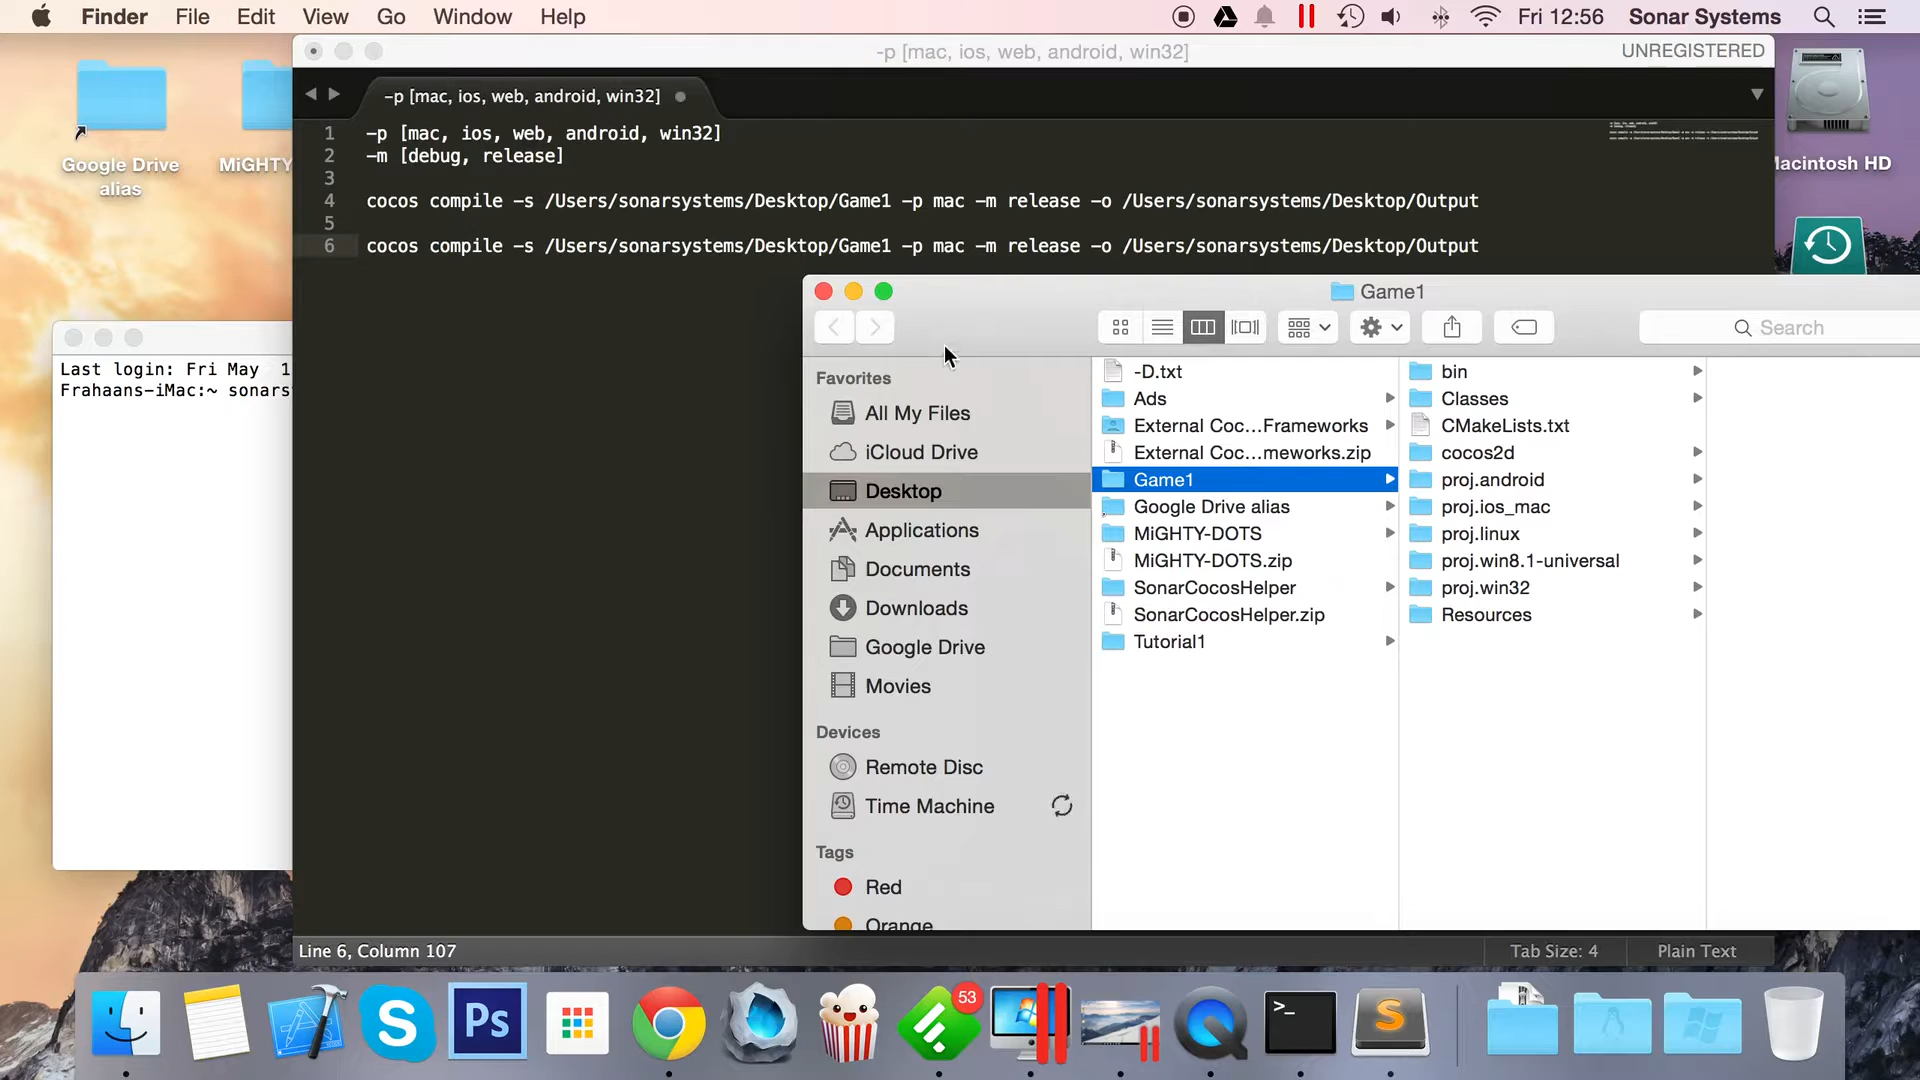 Finder File Edit View Go Window Help Fri 12:56 Sonar Systems
-p [mac, ios, web, android, win32] UNREGISTERED
-p [mac, ios, web, android, win32]
1 -p [mac, ios, web, android, win32]
2 -m [debug, release]
3
4 cocos compile -s /Users/sonarsystems/Desktop/Game1 -p mac -m release -o /Users/sonarsystems/Desktop/Output
5
6 cocos compile -s /Users/sonarsystems/Desktop/Game1 -p mac -m release -o /Users/sonarsystems/Desktop/Output
Google Drive
alias
MiGHTY
Macintosh HD
Last login: Fri May 1
Frahaans-iMac:~ sonars
Game1
Search
Favorites
All My Files
iCloud Drive
Desktop
Applications
Documents
Downloads
Google Drive
Movies
Devices
Remote Disc
Time Machine
Tags
Red
Orange
-D.txt
Ads
External Coc...Frameworks
External Coc...meworks.zip
Game1
Google Drive alias
MiGHTY-DOTS
MiGHTY-DOTS.zip
SonarCocosHelper
SonarCocosHelper.zip
Tutorial1
bin
Classes
CMakeLists.txt
cocos2d
proj.android
proj.ios_mac
proj.linux
proj.win8.1-universal
proj.win32
Resources
Line 6, Column 107 Tab Size: 4 Plain Text
S
Ps
53
>_
S